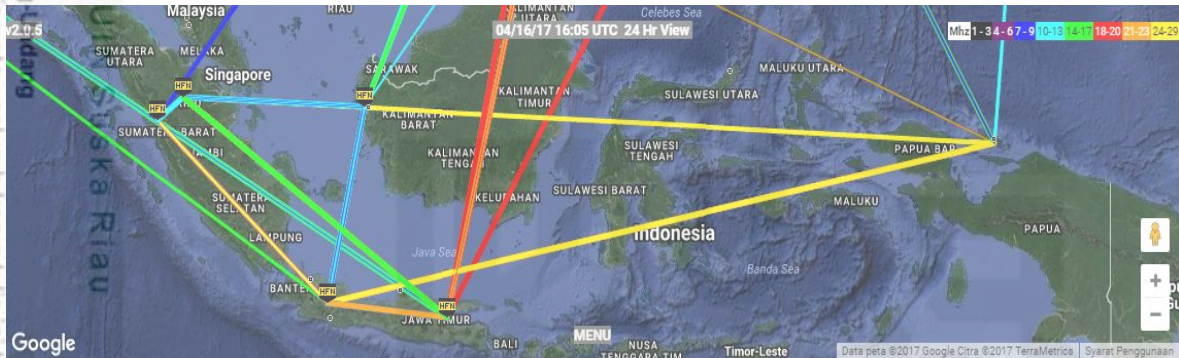 Malaysia
RIAU
KALIMANTAN
UTARA
Celebes Sea
v2.0.5
04/16/17 16:05 UTC 24 Hr View
Mhz 1-3 4-6 7-9 10-13 14-17 18-20 21-23 24-29
SUMATERA
UTARA
MELAKA
Singapore
SARAWAK
MALUKU UTARA
HFN
HFN
HFN
KALIMANTAN
TIMUR
SULAWESI UTARA
SUMATERA BARAT
KALIMANTAN
BARAT
JAMBI
KALIMANTAN
TENGAH
SULAWESI
TENGAH
PAPUA BAR
SUMATERA
SELATAN
SULAWESI BARAT
MALUKU
LAMPUNG
Indonesia
PAPUA
Java Sea
Banda Sea
BANTEN
HFN
HFN
JAWA TIMUR
Google
BALI
MENU
NUSA
TENGGARA TIM
Timor-Leste
Data peta ©2017 Google Citra ©2017 TerraMetrics
Syarat Penggunaan